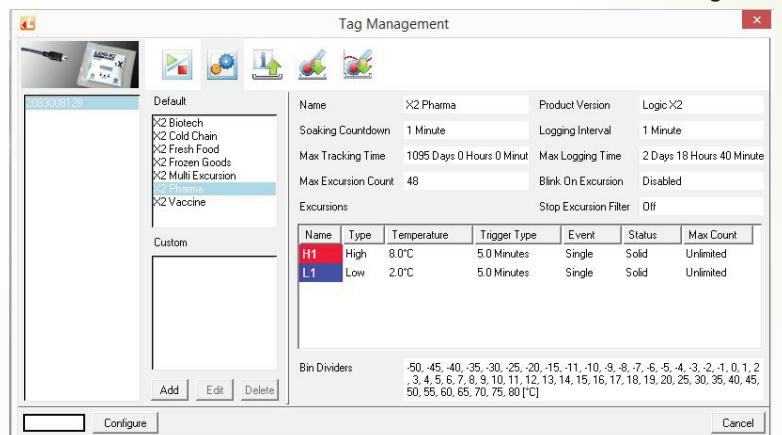 Tag Management
2083008128
Default
X2 Biotech
X2 Cold Chain
X2 Fresh Food
X2 Frozen Goods
X2 Multi Excursion
X2 Pharma
X2 Vaccine
Custom
Add Edit Delete
Name X2 Pharma Product Version Logic X2
Soaking Countdown 1 Minute Logging Interval 1 Minute
Max Tracking Time 1095 Days 0 Hours 0 Minut Max Logging Time 2 Days 18 Hours 40 Minute
Max Excursion Count 48 Blink On Excursion Disabled
Excursions Stop Excursion Filter Off
Name Type Temperature Trigger Type Event Status Max Count
H1 High 8.0°C 5.0 Minutes Single Solid Unlimited
L1 Low 2.0°C 5.0 Minutes Single Solid Unlimited
Bin Dividers -50, -45, -40, -35, -30, -25, -20, -15, -11, -10, -9, -8, -7, -6, -5, -4, -3, -2, -1, 0, 1, 2
, 3, 4, 5, 6, 7, 8, 9, 10, 11, 12, 13, 14, 15, 16, 17, 18, 19, 20, 25, 30, 35, 40, 45,
50, 55, 60, 65, 70, 75, 80 [°C]
Configure Cancel